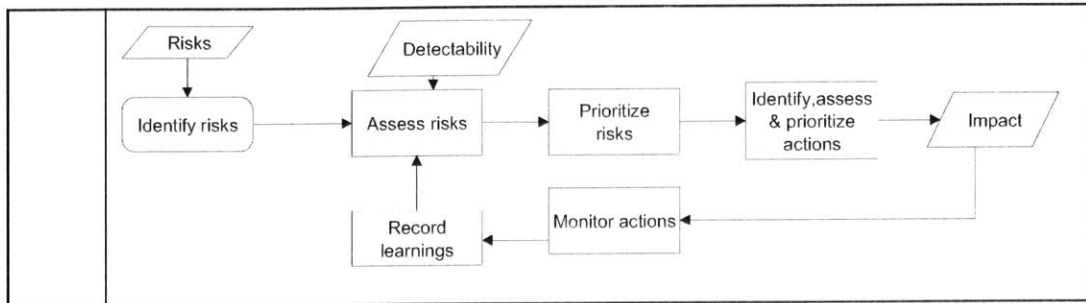 Risks
Detectability
Identify risks
Assess risks
Prioritize
risks
Identify,assess
& prioritize
actions
Impact
Record
learnings
Monitor actions